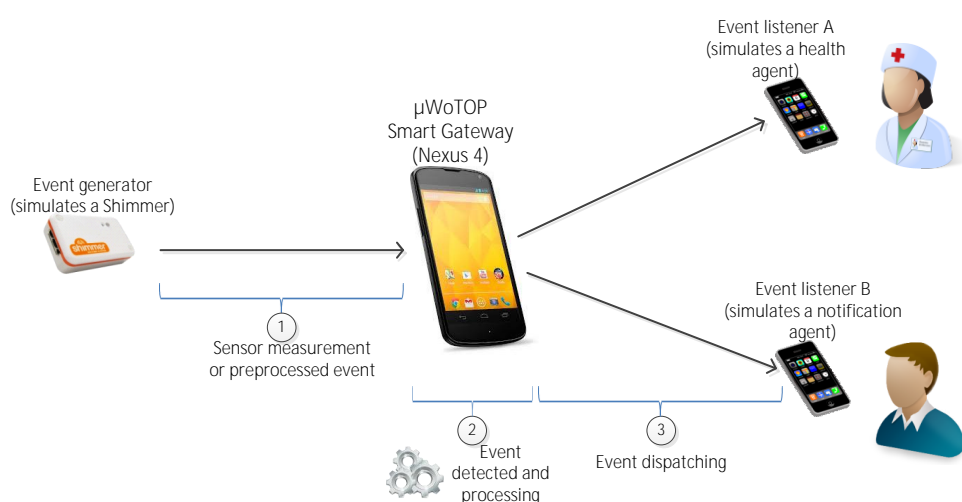 Event listener A
(simulates a health
agent)
µWoTOP
Smart Gateway
(Nexus 4)
Event generator
(simulates a Shimmer)
shimmer
1
Sensor measurement
or preprocessed event
Event listener B
(simulates a notification
agent)
2
Event
detected and
processing
3
Event dispatching